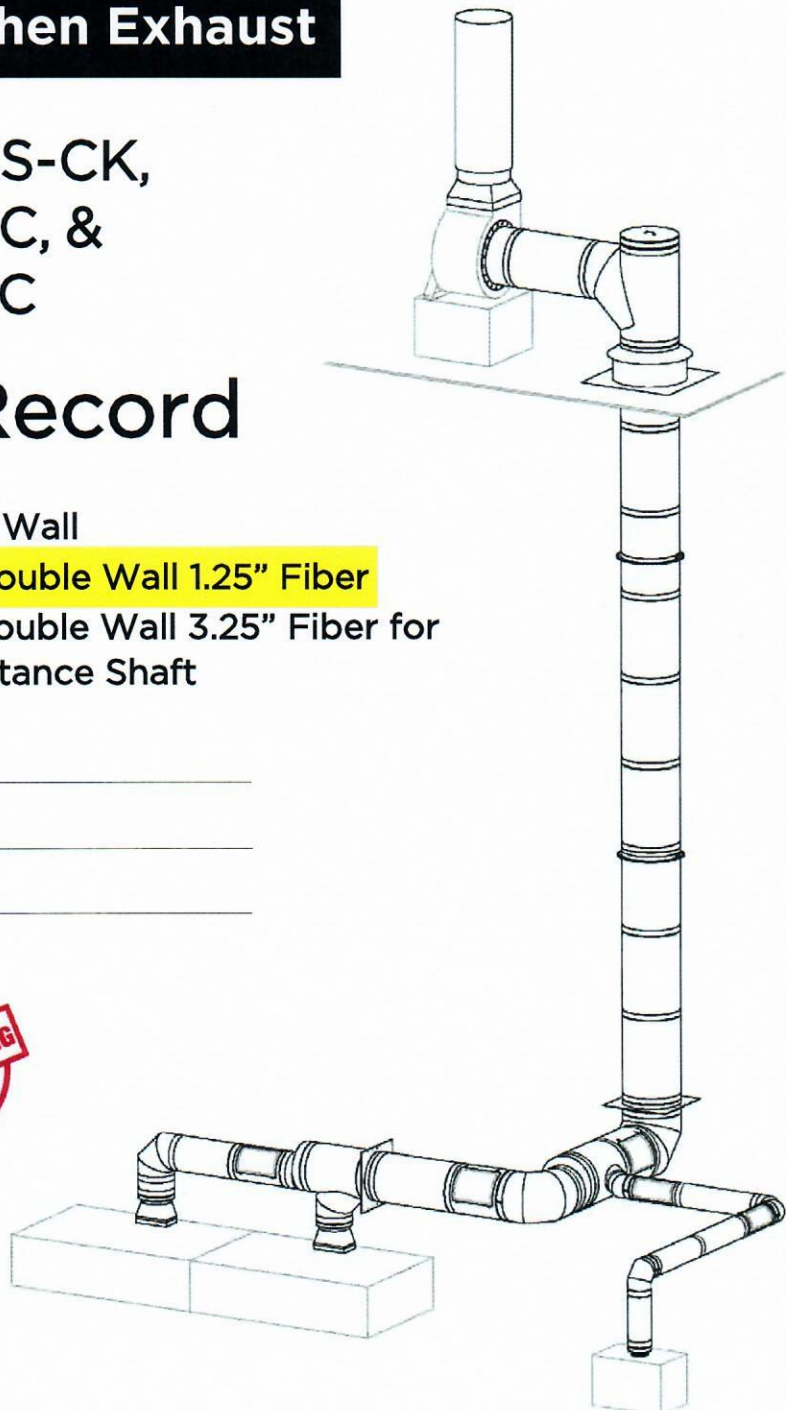 hen Exhaust
S-CK,
C, &
C
Record
Wall
ouble Wall 1.25” Fiber
ouble Wall 3.25” Fiber for
tance Shaft
G